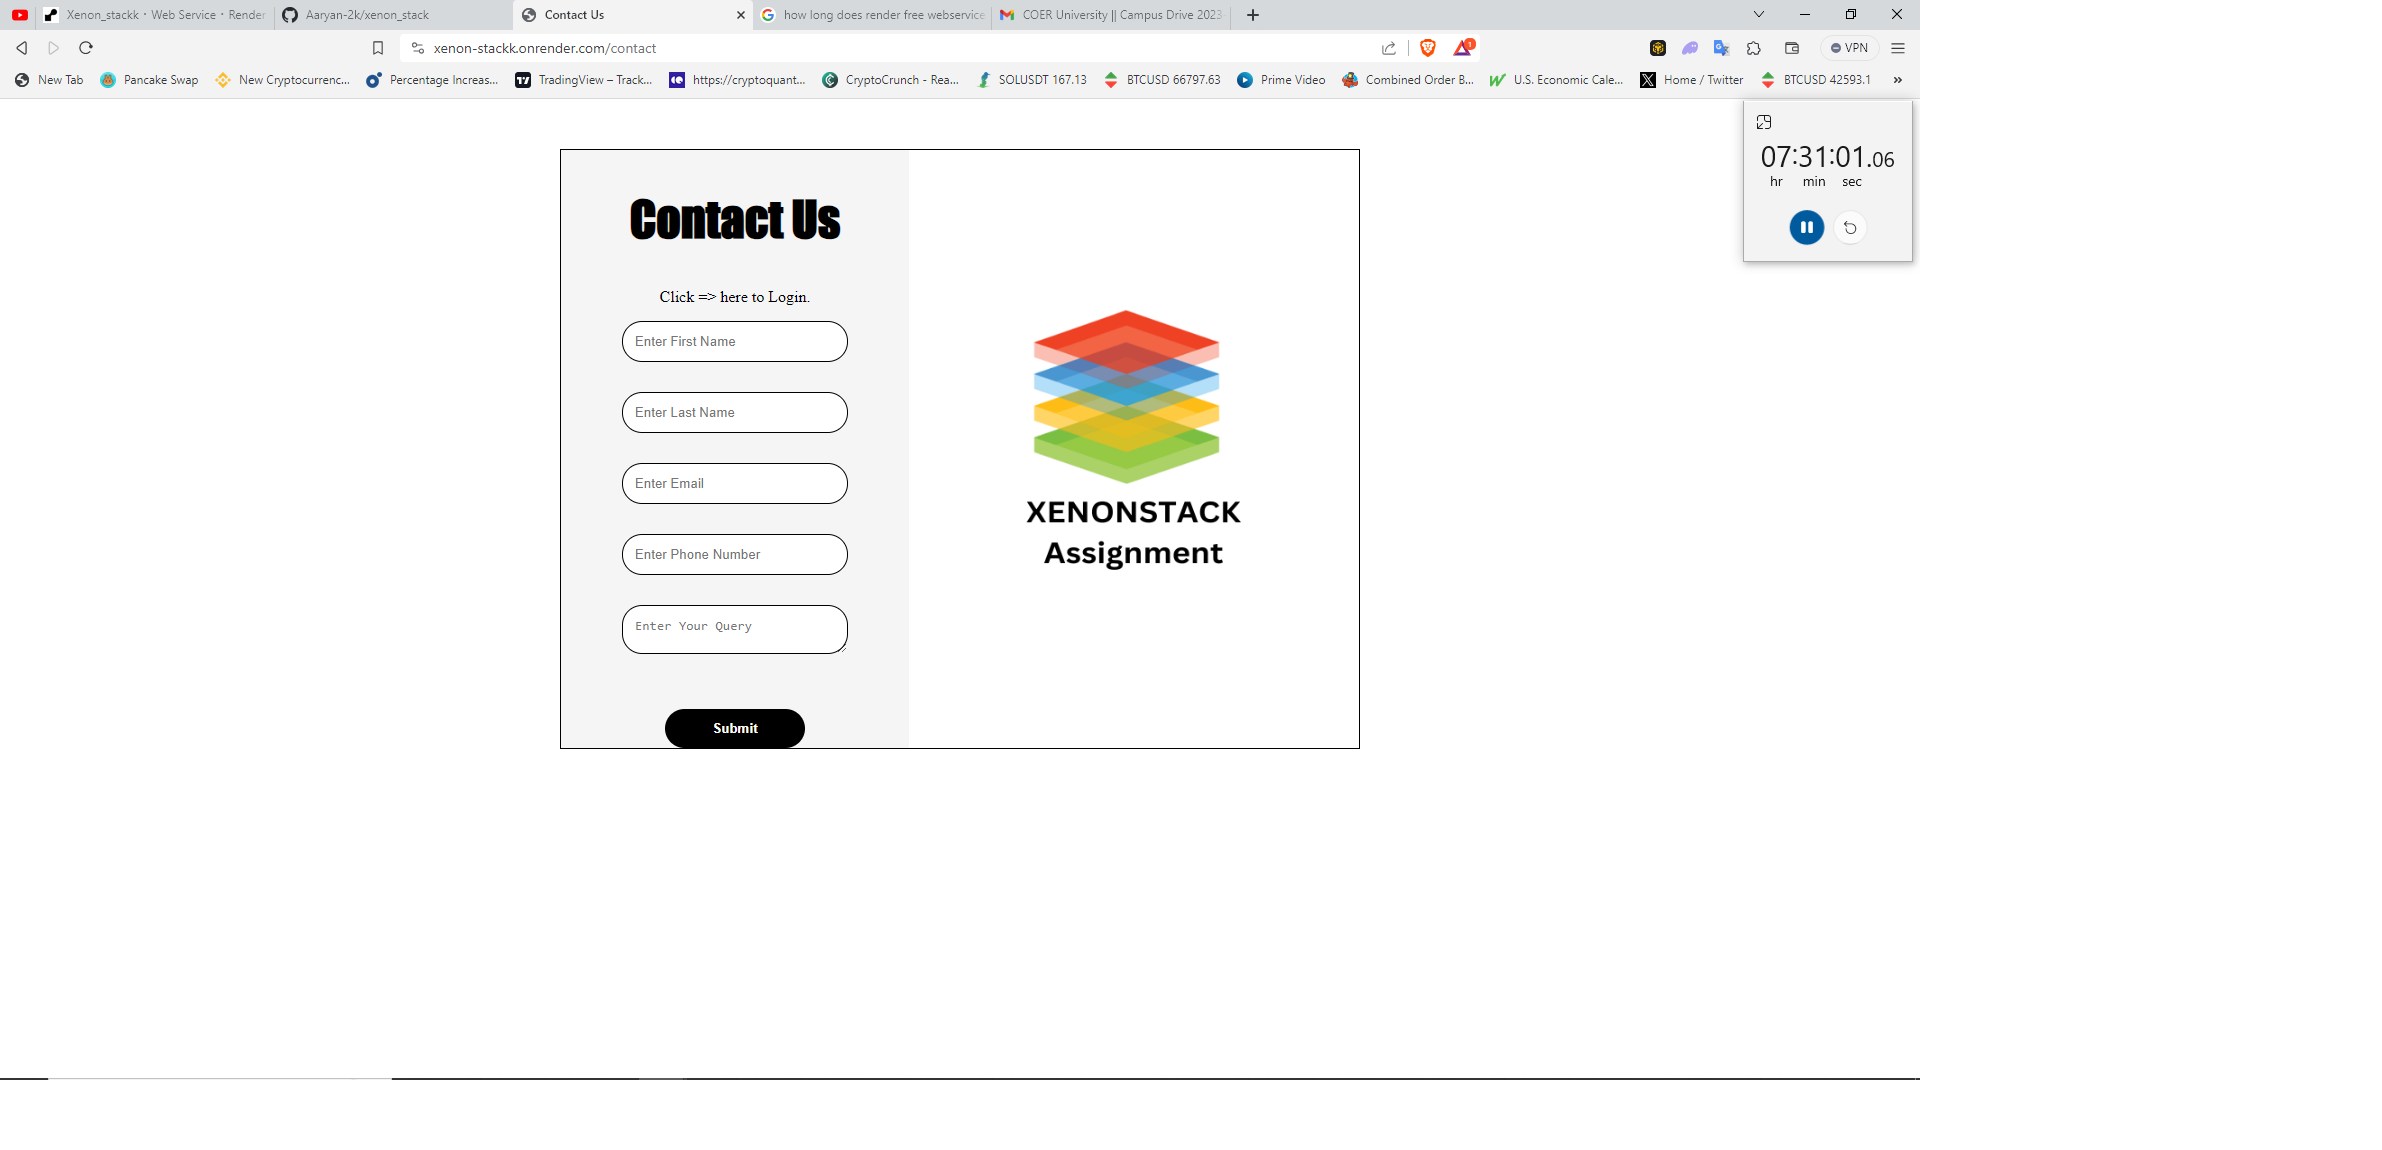 Xenon_stackk · Web Service · Render
Aaryan-2k/xenon_stack
Contact Us
how long does render free webservice
COER University || Campus Drive 2023-
xenon-stackk.onrender.com/contact
1
VPN
New Tab
Pancake Swap
New Cryptocurrenc...
Percentage Increas...
TradingView – Track...
https://cryptoquant...
CryptoCrunch - Rea...
SOLUSDT 167.13
BTCUSD 66797.63
Prime Video
Combined Order B...
U.S. Economic Cale...
Home / Twitter
BTCUSD 42593.1
»
07:31:01.06
hr min sec
Contact Us
Click => here to Login.
Enter First Name
Enter Last Name
Enter Email
Enter Phone Number
Enter Your Query
Submit
XENONSTACK
Assignment